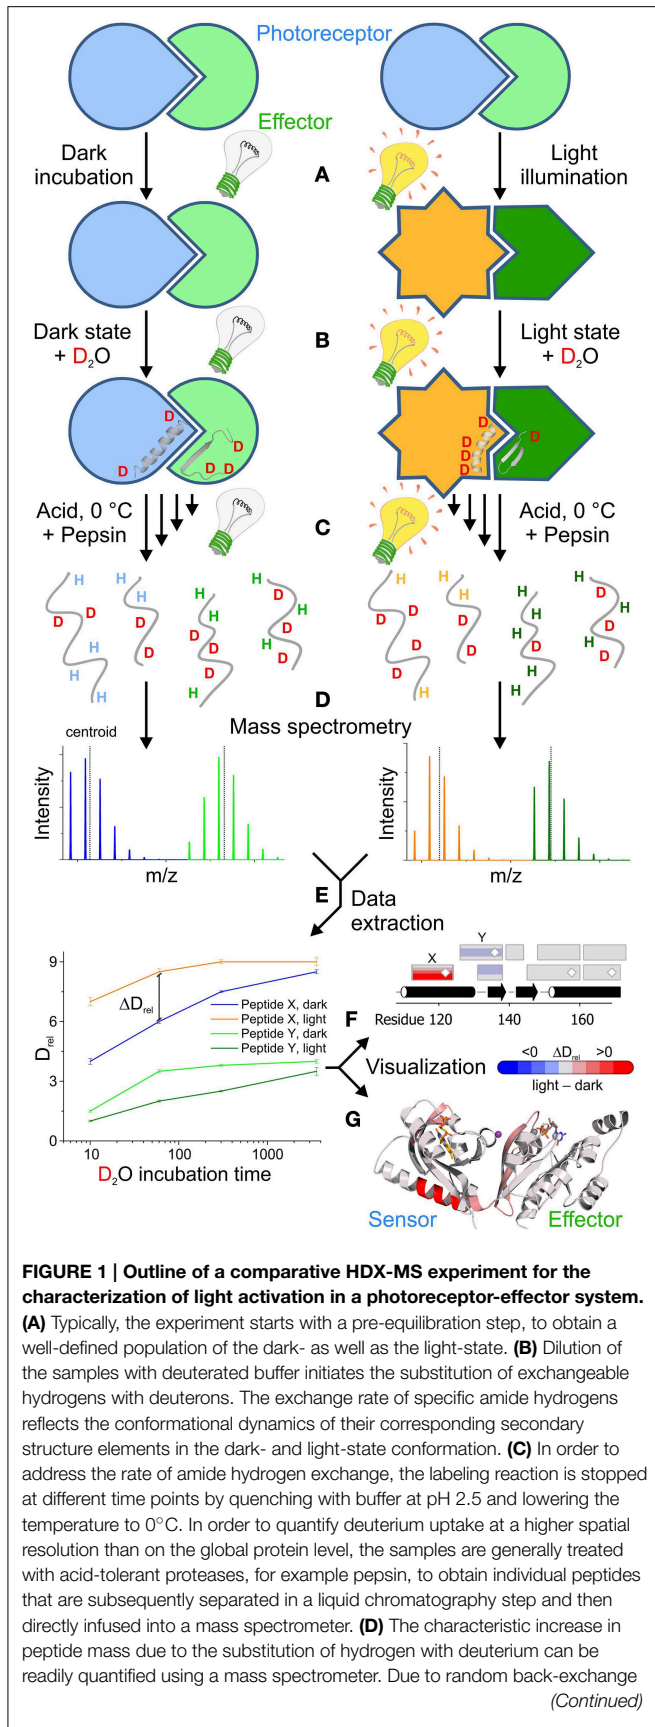 Photoreceptor
Effector
Dark
incubation
A
Light
illumination
Dark state
+ D2O
B
Light state
+ D2O
D
D
D
D
D
D
D
D
D
Acid, 0 °C
+ Pepsin
C
Acid, 0 °C
+ Pepsin
H
H
H
H
H
H
H
H
D
D
D
D
D
D
D
D
D
D
H
H
H
H
H
H
H
H
D
D
D
D
D
D
D
D
H
H
D
Mass spectrometry
centroid
Intensity
m/z
Intensity
m/z
E
Data
extraction
9
6
3
0
Drel
ΔDrel
Peptide X, dark
Peptide X, light
Peptide Y, dark
Peptide Y, light
10
100
1000
D2O incubation time
Y
X
F
Residue 120
140
160
Visualization
<0
ΔDrel
>0
light – dark
G
Sensor
Effector
FIGURE 1 | Outline of a comparative HDX-MS experiment for the
characterization of light activation in a photoreceptor-effector system.
(A) Typically, the experiment starts with a pre-equilibration step, to obtain a
well-defined population of the dark- as well as the light-state. (B) Dilution of
the samples with deuterated buffer initiates the substitution of exchangeable
hydrogens with deuterons. The exchange rate of specific amide hydrogens
reflects the conformational dynamics of their corresponding secondary
structure elements in the dark- and light-state conformation. (C) In order to
address the rate of amide hydrogen exchange, the labeling reaction is stopped
at different time points by quenching with buffer at pH 2.5 and lowering the
temperature to 0°C. In order to quantify deuterium uptake at a higher spatial
resolution than on the global protein level, the samples are generally treated
with acid-tolerant proteases, for example pepsin, to obtain individual peptides
that are subsequently separated in a liquid chromatography step and then
directly infused into a mass spectrometer. (D) The characteristic increase in
peptide mass due to the substitution of hydrogen with deuterium can be
readily quantified using a mass spectrometer. Due to random back-exchange
(Continued)